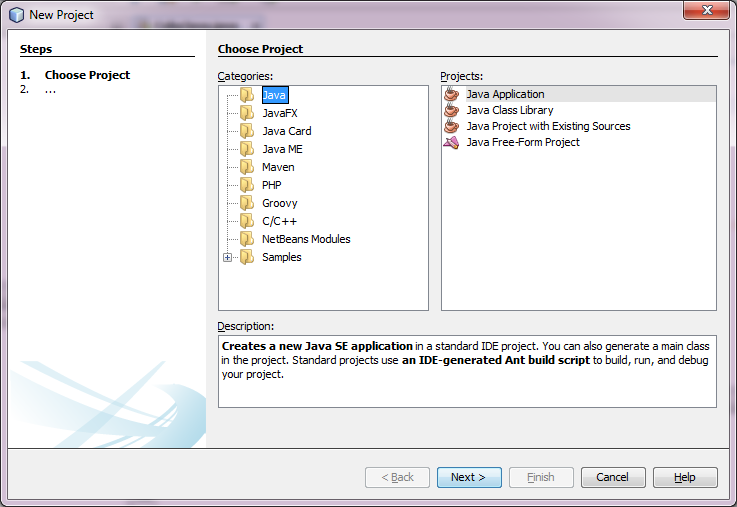 New Project
Steps
1. Choose Project
2. ...
Choose Project
Categories:
Java
JavaFX
Java Card
Java ME
Maven
PHP
Groovy
C/C++
NetBeans Modules
Samples
Projects:
Java Application
Java Class Library
Java Project with Existing Sources
Java Free-Form Project
Description:
Creates a new Java SE application in a standard IDE project. You can also generate a main class
in the project. Standard projects use an IDE-generated Ant build script to build, run, and debug
your project.
< Back
Next >
Finish
Cancel
Help